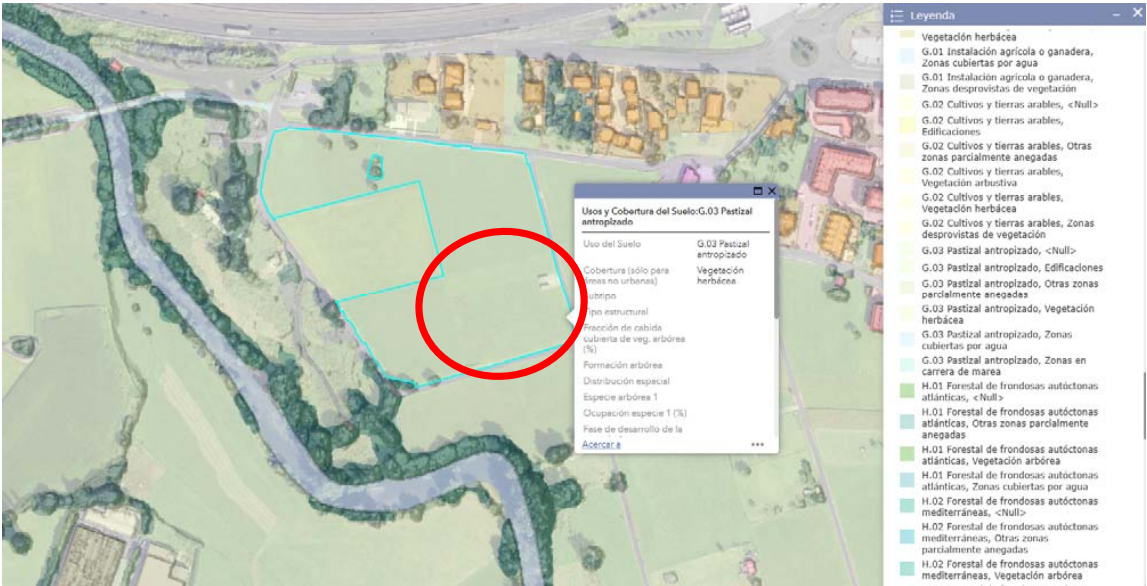 Leyenda
Vegetación herbácea
G.01 Instalación agrícola o ganadera,
Zonas cubiertas por agua
G.01 Instalación agrícola o ganadera,
Zonas desprovistas de vegetación
G.02 Cultivos y tierras arables, <Null>
G.02 Cultivos y tierras arables,
Edificaciones
G.02 Cultivos y tierras arables, Otras
zonas parcialmente anegadas
G.02 Cultivos y tierras arables,
Vegetación arbustiva
G.02 Cultivos y tierras arables,
Vegetación herbácea
G.02 Cultivos y tierras arables, Zonas
desprovistas de vegetación
G.03 Pastizal antropizado, <Null>
G.03 Pastizal antropizado, Edificaciones
G.03 Pastizal antropizado, Otras zonas
parcialmente anegadas
G.03 Pastizal antropizado, Vegetación
herbácea
G.03 Pastizal antropizado, Zonas
cubiertas por agua
G.03 Pastizal antropizado, Zonas en
carrera de marea
H.01 Forestal de frondosas autóctonas
atlánticas, <Null>
H.01 Forestal de frondosas autóctonas
atlánticas, Otras zonas parcialmente
anegadas
H.01 Forestal de frondosas autóctonas
atlánticas, Vegetación arbórea
H.01 Forestal de frondosas autóctonas
atlánticas, Zonas cubiertas por agua
H.02 Forestal de frondosas autóctonas
mediterráneas, <Null>
H.02 Forestal de frondosas autóctonas
mediterráneas, Otras zonas
parcialmente anegadas
H.02 Forestal de frondosas autóctonas
mediterráneas, Vegetación arbórea
Usos y Cobertura del Suelo:G.03 Pastizal
antropizado
Uso del Suelo G.03 Pastizal
antropizado
Cobertura (sólo para Vegetación
áreas no urbanas) herbácea
Subtipo
Tipo estructural
Fracción de cabida
cubierta de veg. arbórea
(%)
Formación arbórea
Distribución espacial
Especie arbórea 1
Ocupación especie 1 (%)
Fase de desarrollo de la
Acercar a